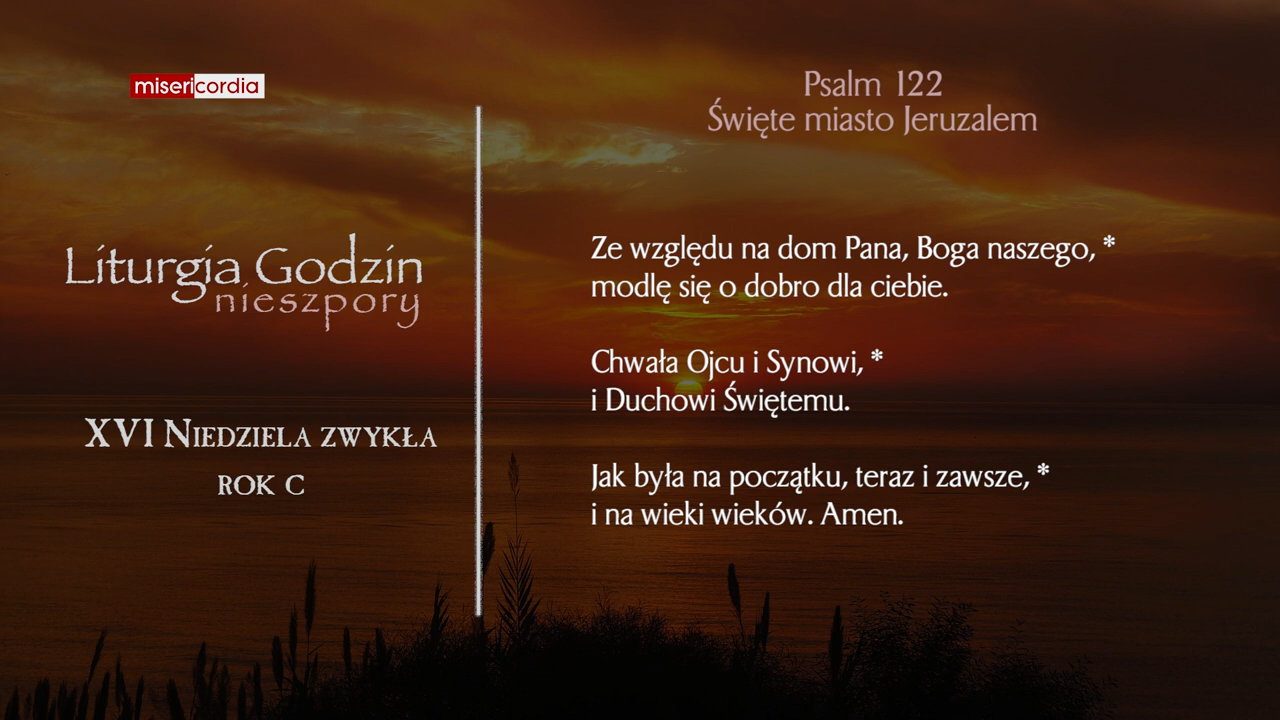 misericordia
Liturgia Godzin
nieszpory
XVI Niedziela zwykła
rok C
Psalm 122
Święte miasto Jeruzalem
Ze względu na dom Pana, Boga naszego, *
modlę się o dobro dla ciebie.
Chwała Ojcu i Synowi, *
i Duchowi Świętemu.
Jak była na początku, teraz i zawsze, *
i na wieki wieków. Amen.